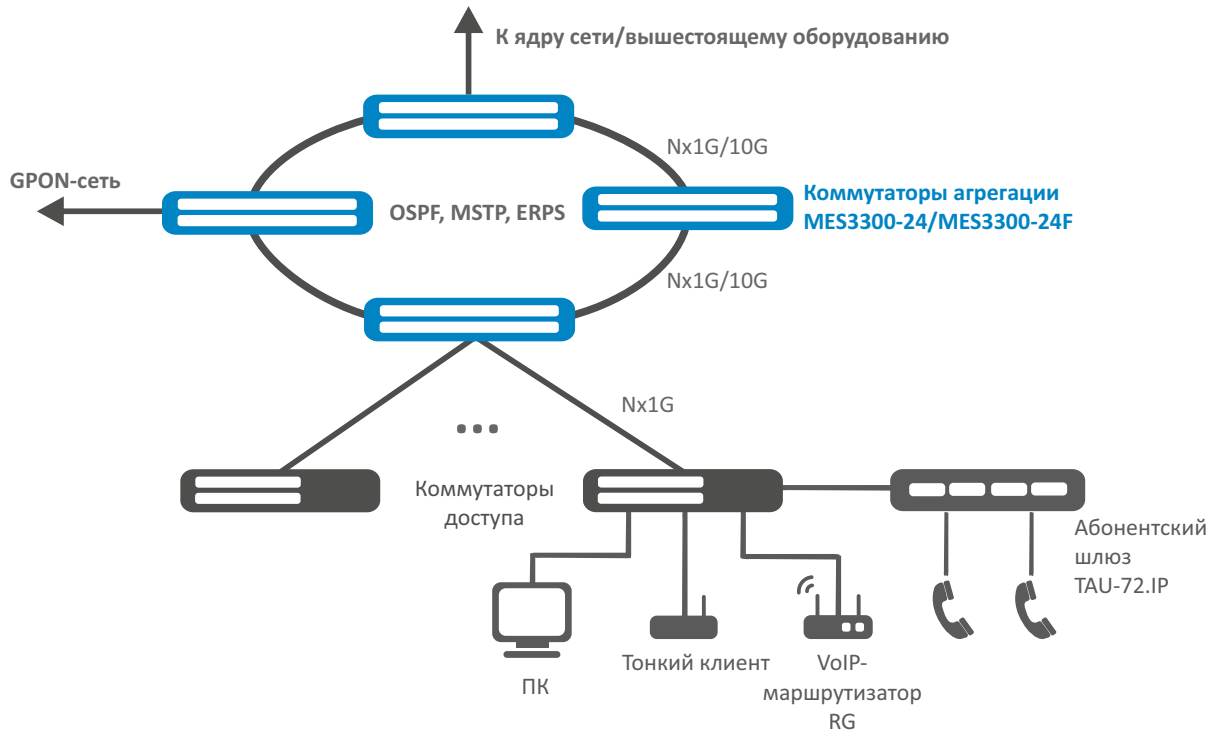 К ядру сети/вышестоящему оборудованию
Nx1G/10G
GPON-сеть
OSPF, MSTP, ERPS
Коммутаторы агрегации
MES3300-24/MES3300-24F
Nx1G/10G
Nx1G
Коммутаторы
доступа
Абонентский
шлюз
TAU-72.IP
ПК
Тонкий клиент
VoIP-
маршрутизатор
RG